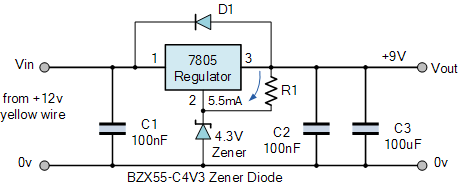 D1
1
7805
Regulator
3
+9V
Vin
Vout
from +12v
yellow wire
2
5.5mA
R1
C1
100nF
4.3V
Zener
C2
100nF
C3
100uF
0v
0v
BZX55-C4V3 Zener Diode